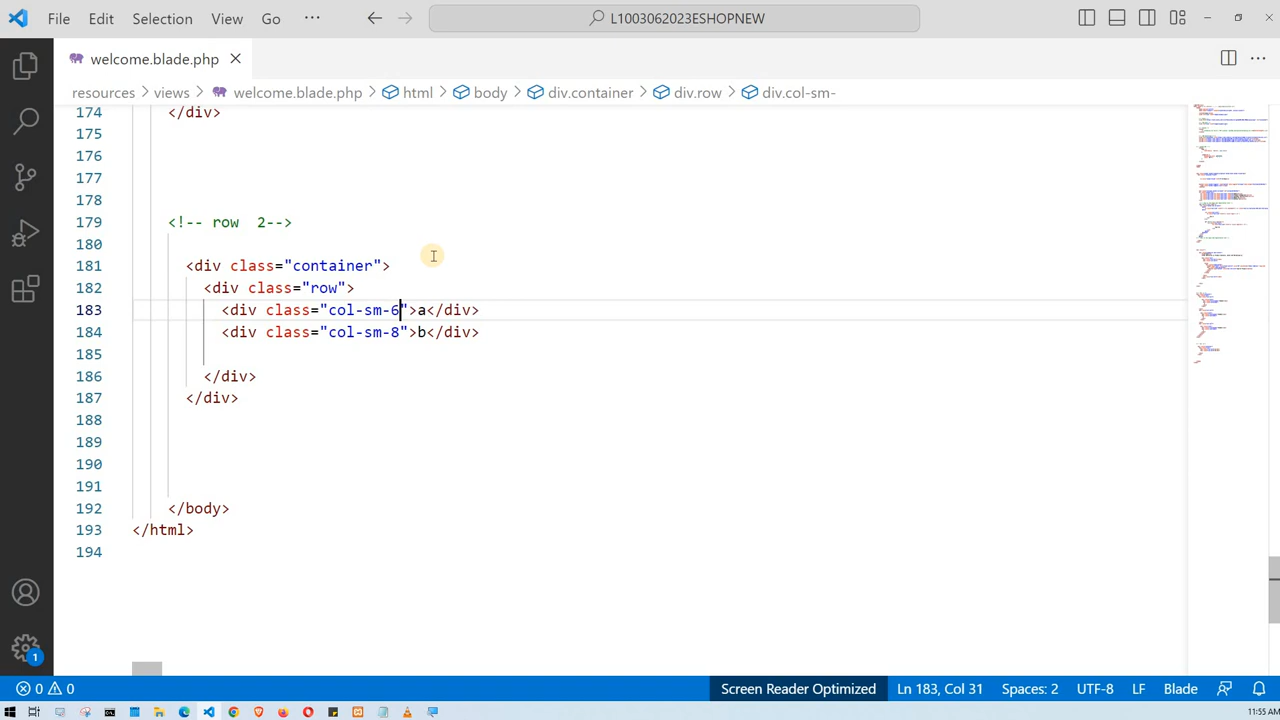 File Edit Selection View Go ··· L1003062023ESHOPNEW
welcome.blade.php
resources > views > welcome.blade.php > html > body > div.container > div.row > div.col-sm-
174 </div>
175
176
177
178
179 <!-- row  2-->
180
181 <div class="container">
182 <div class="row">
183 <div class="col-sm-6">a</div>
184 <div class="col-sm-8">b</div>
185
186 </div>
187 </div>
188
189
190
191
192 </body>
193 </html>
194
1
0 0 Screen Reader Optimized Ln 183, Col 31 Spaces: 2 UTF-8 LF Blade
11:55 AM